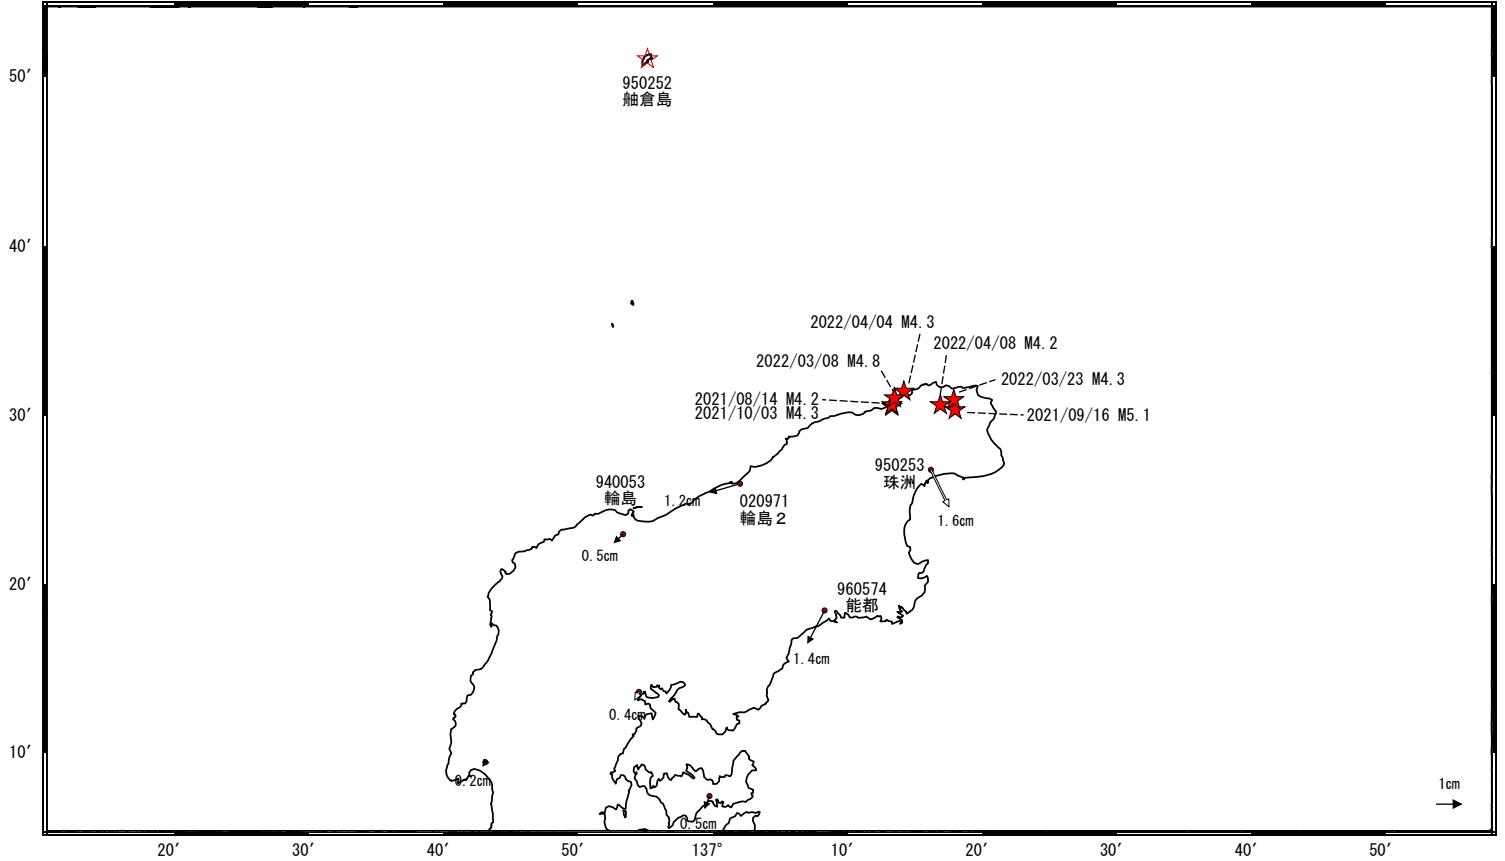 50′
950252
舳倉島
40′
2022/04/04 M4.3
2022/04/08 M4.2
2022/03/08 M4.8
2022/03/23 M4.3
2021/08/14 M4.2
2021/10/03 M4.3
30′
2021/09/16 M5.1
950253
珠洲
940053
輪島
1.2cm
020971
輪島２
1.6cm
0.5cm
20′
960574
能都
1.4cm
0.4cm
10′
0.2cm
1cm
0.5cm
20′
30′
40′
50′
137°
10′
20′
30′
40′
50′